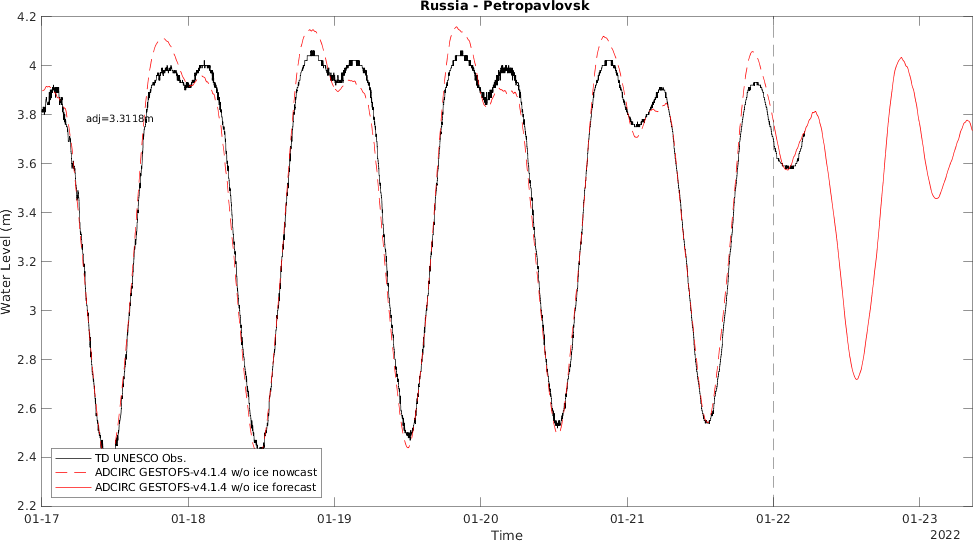 Russia - Petropavlovsk
4.2
4
3.8
3.6
3.4
3.2
3
2.8
2.6
2.4
2.2
Water Level (m)
adj=3.3118m
TD UNESCO Obs.
ADCIRC GESTOFS-v4.1.4 w/o ice nowcast
ADCIRC GESTOFS-v4.1.4 w/o ice forecast
01-17 01-18 01-19 01-20 01-21 01-22 01-23
Time
2022